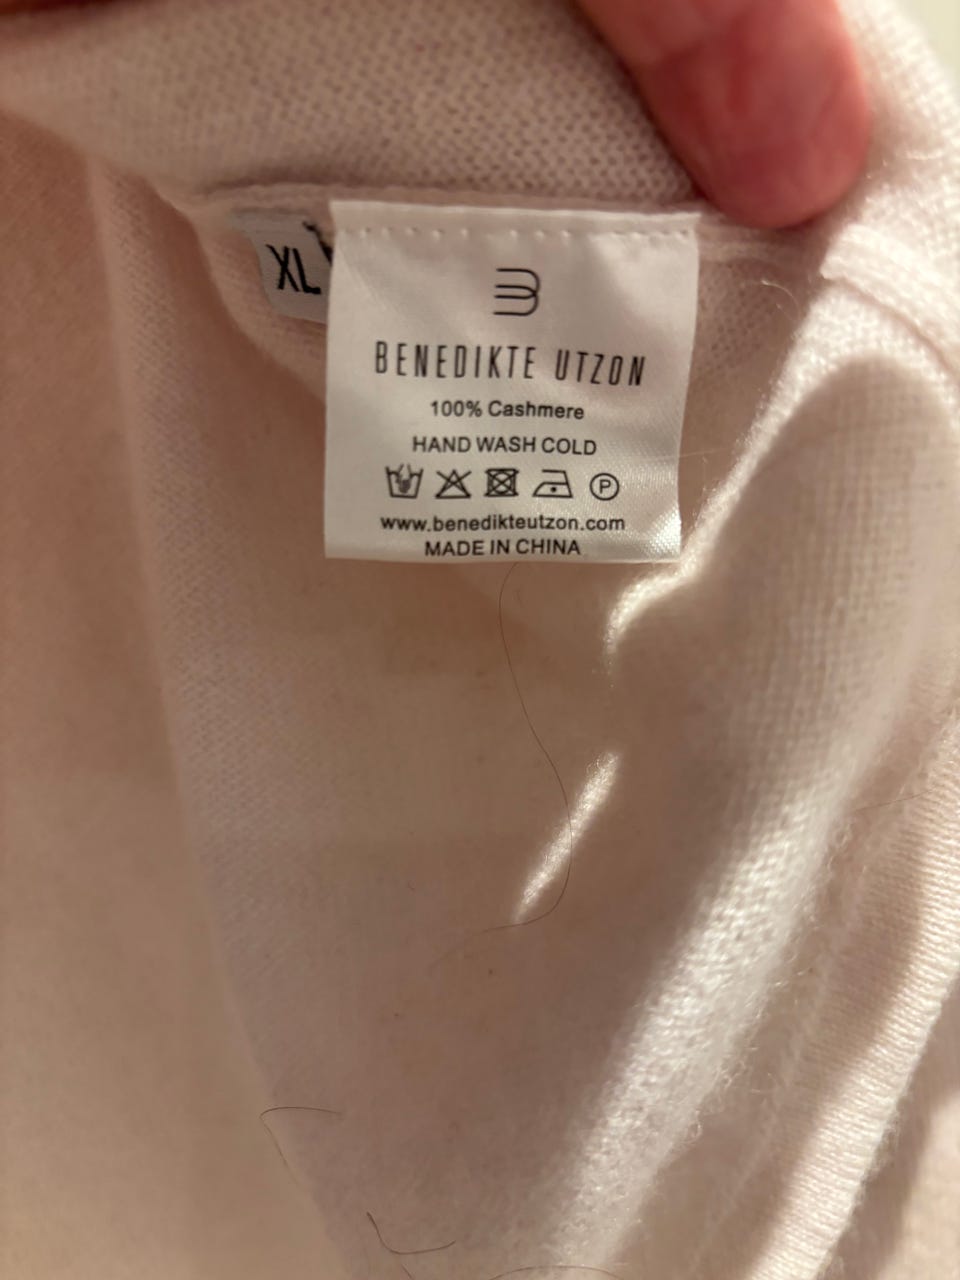 XL
BENEDIKTE UTZON
100% Cashmere
HAND WASH COLD
P
www.benedikteutzon.com
MADE IN CHINA